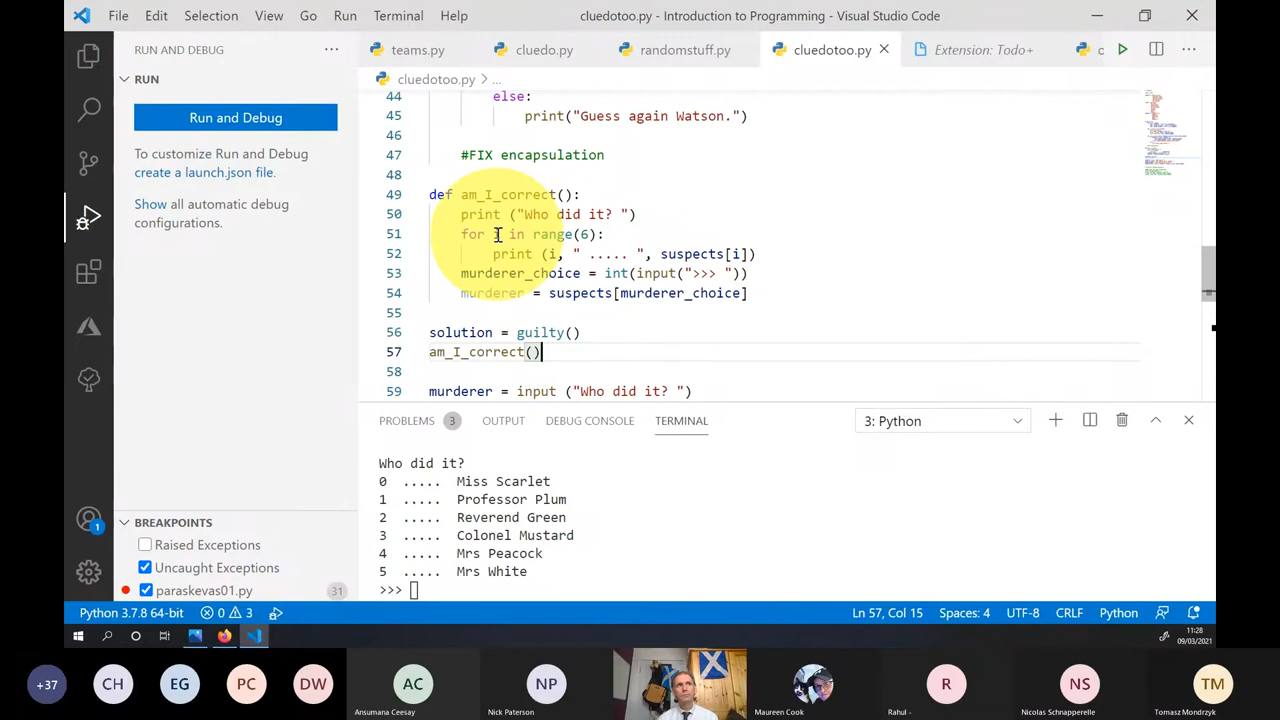 File Edit Selection View Go Run Terminal Help cluedotoo.py - Introduction to Programming - Visual Studio Code
RUN AND DEBUG
RUN
Run and Debug
To customize Run and Debug
create a launch.json file.
Show all automatic debug
configurations.
BREAKPOINTS
Raised Exceptions
Uncaught Exceptions
paraskevas01.py 31
teams.py cluedo.py randomstuff.py cluedotoo.py Extension: Todo+
cluedotoo.py > ...
44 else:
45 print("Guess again Watson.")
46
47 #FIX encapsulation
48
49 def am_I_correct():
50 print ("Who did it? ")
51 for i in range(6):
52 print (i, " ..... ", suspects[i])
53 murderer_choice = int(input(">>> "))
54 murderer = suspects[murderer_choice]
55
56 solution = guilty()
57 am_I_correct()
58
59 murderer = input ("Who did it? ")
PROBLEMS 3 OUTPUT DEBUG CONSOLE TERMINAL 3: Python
Who did it?
0 ..... Miss Scarlet
1 ..... Professor Plum
2 ..... Reverend Green
3 ..... Colonel Mustard
4 ..... Mrs Peacock
5 ..... Mrs White
>>>
1
Python 3.7.8 64-bit 0 3 Ln 57, Col 15 Spaces: 4 UTF-8 CRLF Python
11:28
09/03/2021
+37 CH EG PC DW AC NP R NS TM
Ansumana Ceesay Nick Paterson Maureen Cook Rahul - Nicolas Schnapperelle Tomasz Mondrzyk